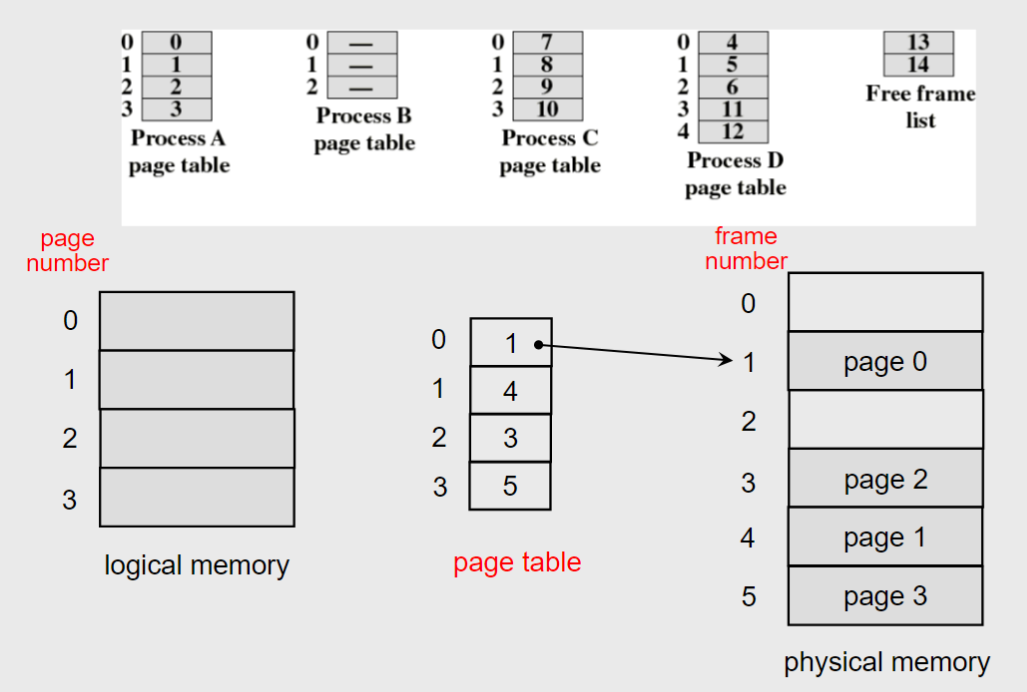 0 0 0 — 0 7 0 4 13
1 1 1 — 1 8 1 5 14
2 2 2 — 2 9 2 6 Free frame
3 3 Process B 3 10 3 11 list
Process A page table Process C 4 12
page table page table Process D
page table
page
number
frame
number
0
1
2
3
logical memory
0 1
1 4
2 3
3 5
page table
0
1 page 0
2
3 page 2
4 page 1
5 page 3
physical memory